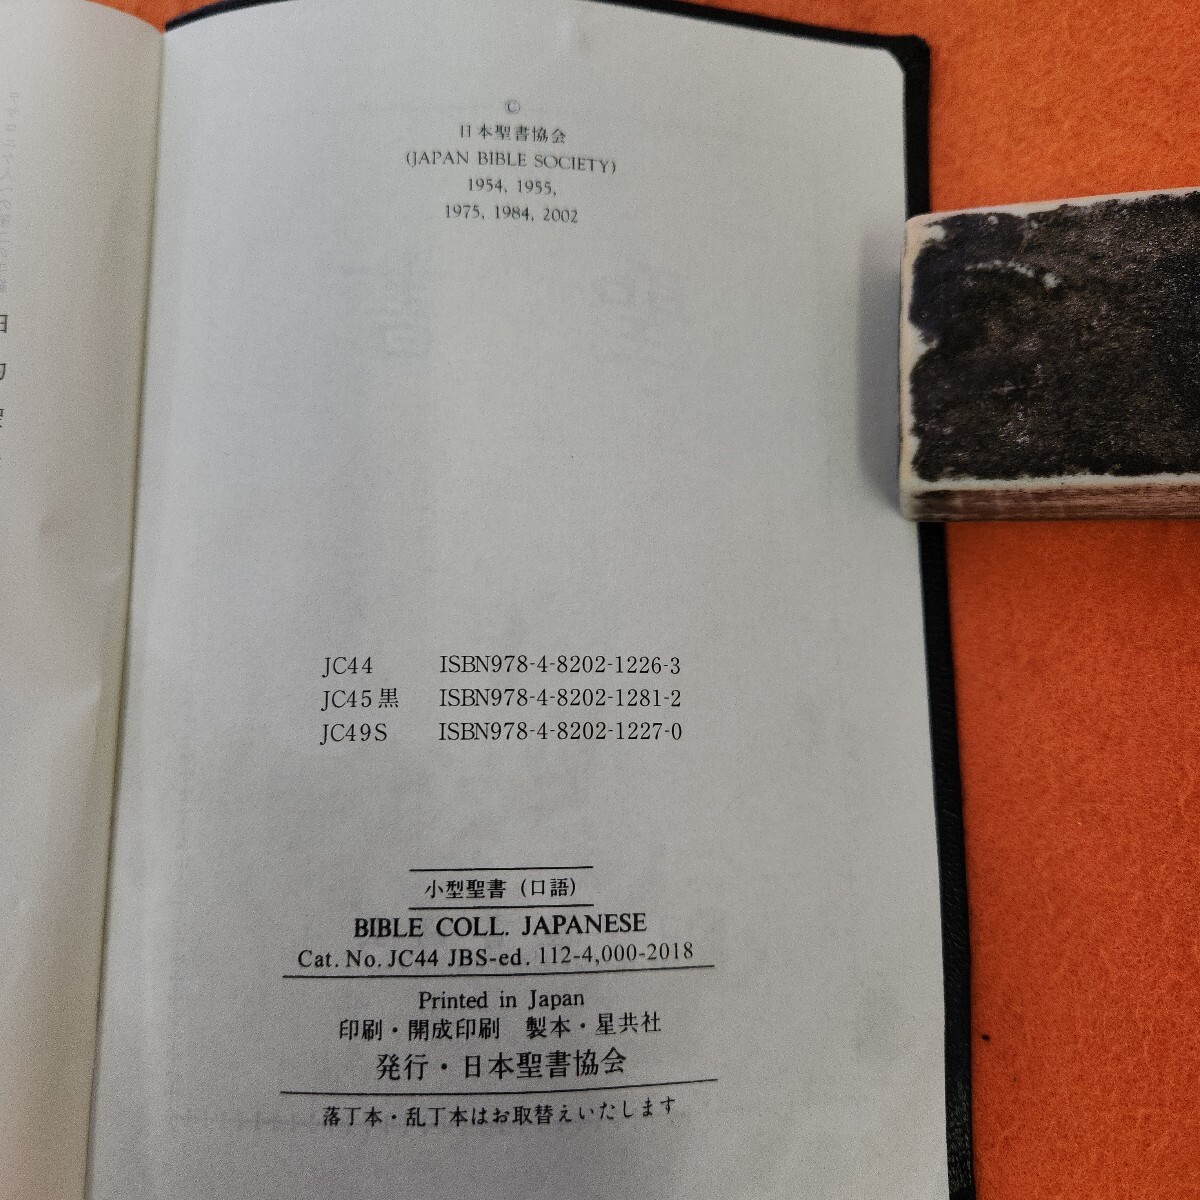 ©
日本聖書協会
(JAPAN BIBLE SOCIETY)
1954, 1955,
1975, 1984, 2002
JC44 ISBN978-4-8202-1226-3
JC45黒 ISBN978-4-8202-1281-2
JC49S ISBN978-4-8202-1227-0
小型聖書（口語）
BIBLE COLL. JAPANESE
Cat. No. JC44 JBS-ed. 112-4,000-2018
Printed in Japan
印刷・開成印刷　製本・星共社
発行・日本聖書協会
落丁本・乱丁本はお取替えいたします